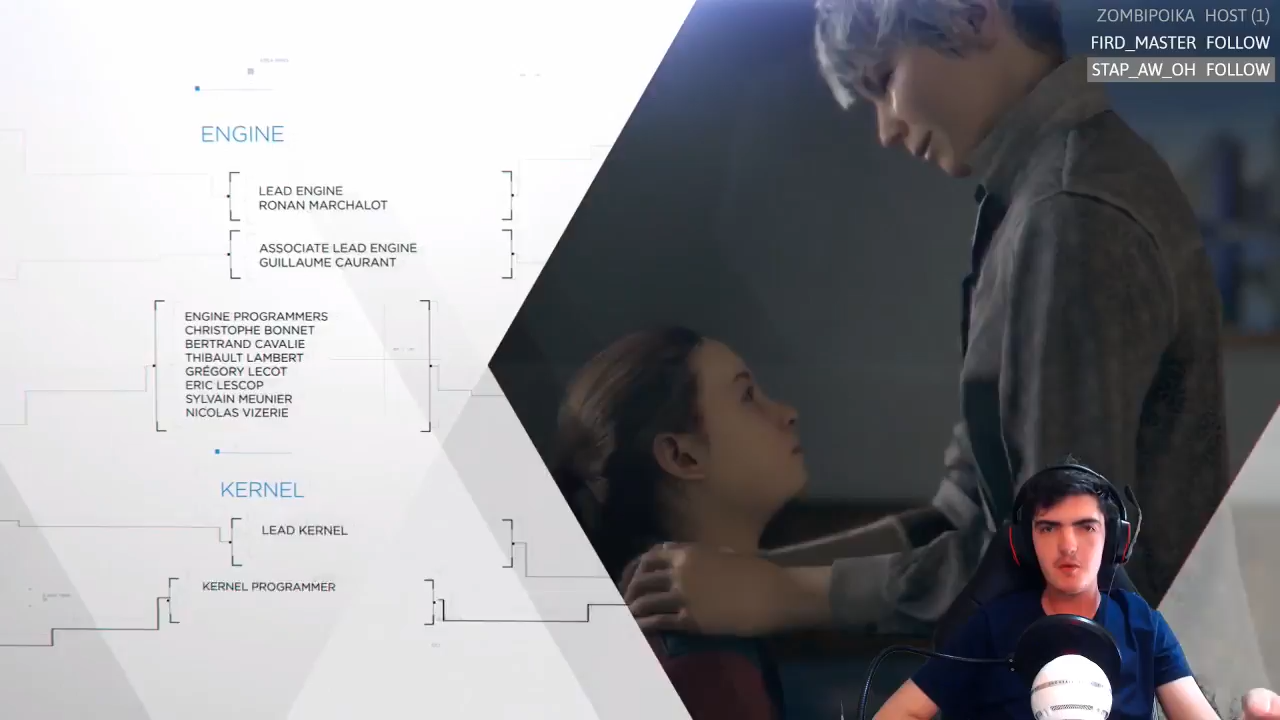 ZOMBIPOIKA HOST (1)
FIRD_MASTER FOLLOW
STAP_AW_OH FOLLOW
ENGINE
LEAD ENGINE
RONAN MARCHALOT
ASSOCIATE LEAD ENGINE
GUILLAUME CAURANT
ENGINE PROGRAMMERS
CHRISTOPHE BONNET
BERTRAND CAVALIE
THIBAULT LAMBERT
GRÉGORY LECOT
ERIC LESCOP
SYLVAIN MEUNIER
NICOLAS VIZERIE
KERNEL
LEAD KERNEL
KERNEL PROGRAMMER